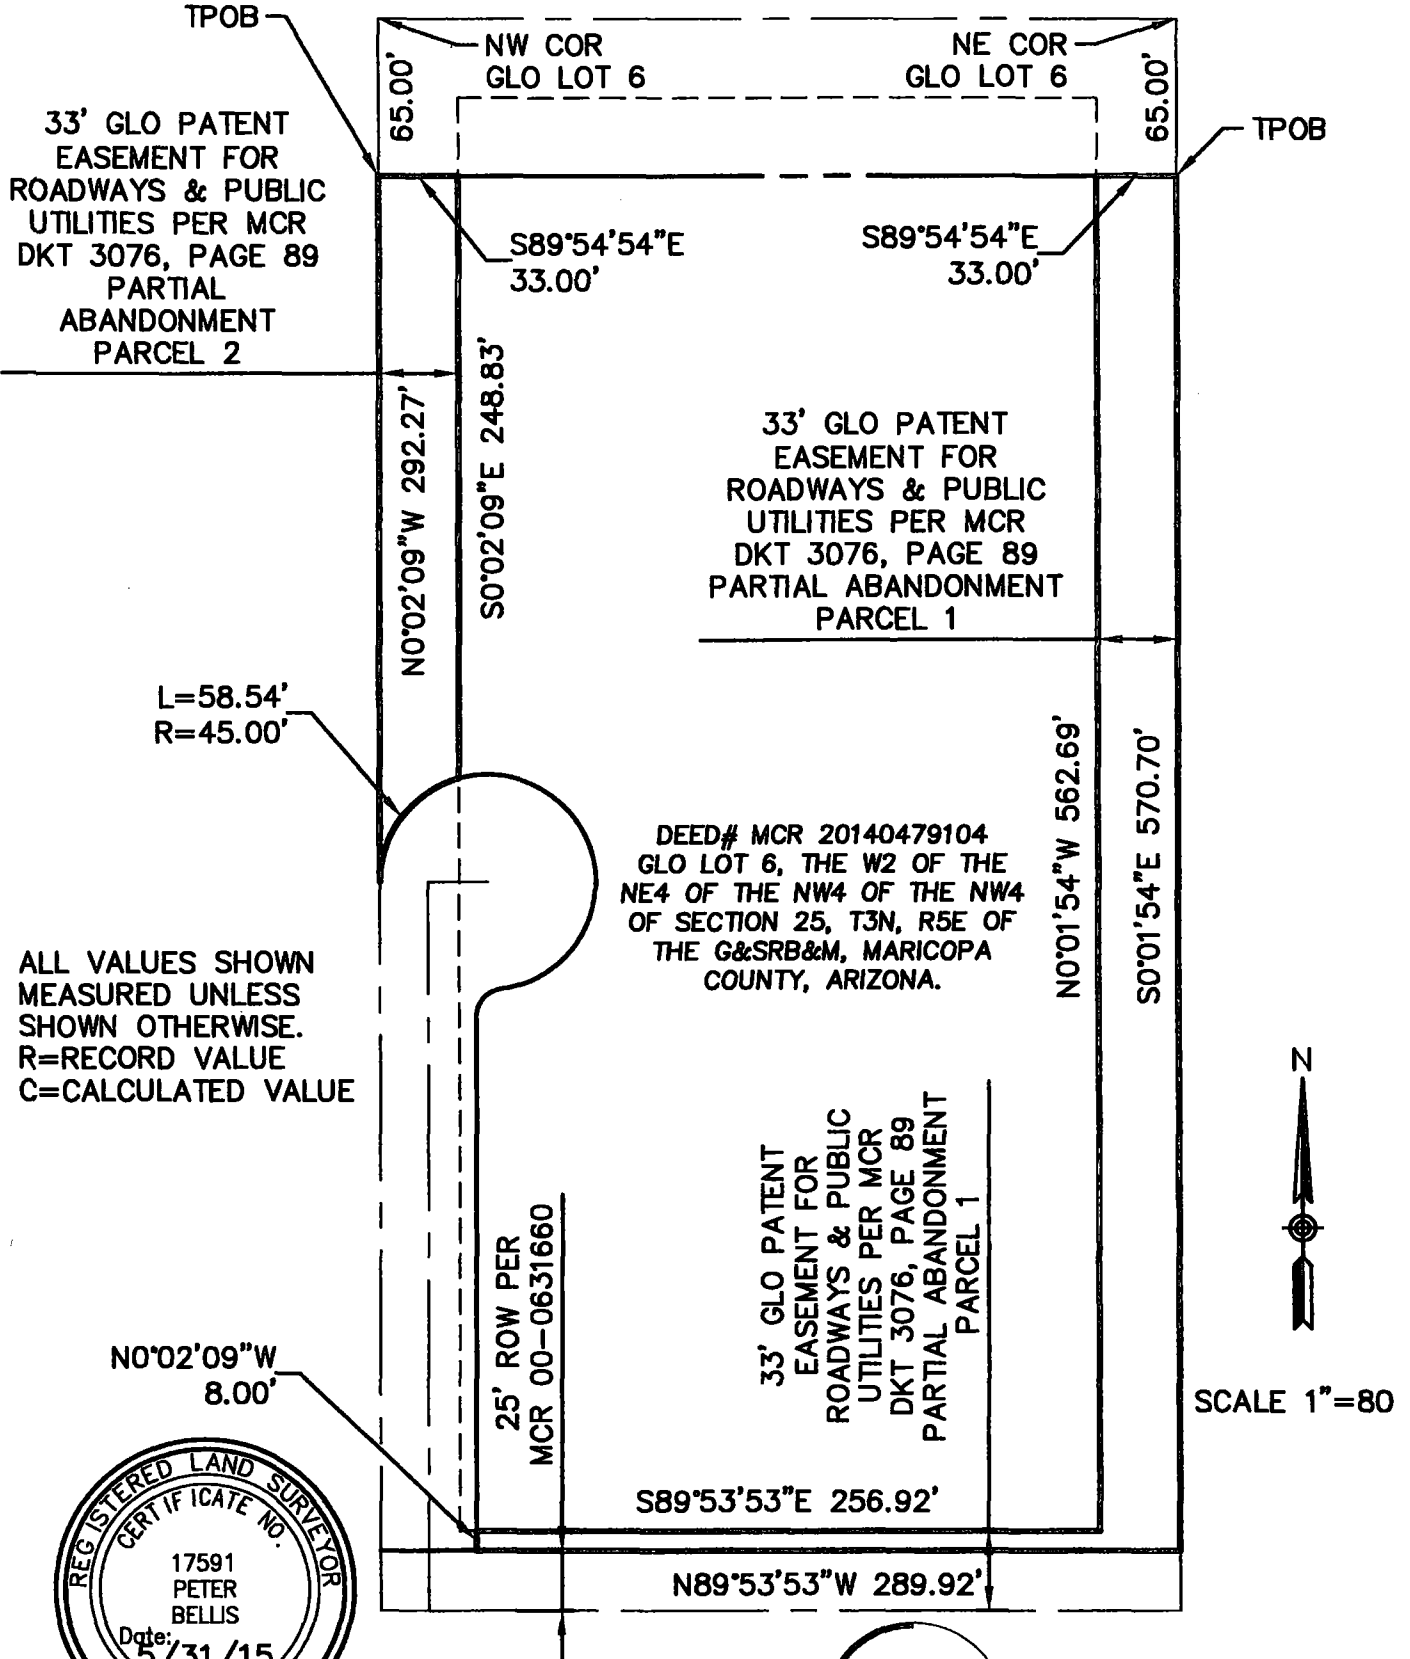 TPOB
NW COR
GLO LOT 6
NE COR
GLO LOT 6
65.00'
65.00'
TPOB
33' GLO PATENT
EASEMENT FOR
ROADWAYS & PUBLIC
UTILITIES PER MCR
DKT 3076, PAGE 89
PARTIAL
ABANDONMENT
PARCEL 2
S89°54'54"E
33.00'
S89°54'54"E
33.00'
N0°02'09"W 292.27'
S0°02'09"E 248.83'
33' GLO PATENT
EASEMENT FOR
ROADWAYS & PUBLIC
UTILITIES PER MCR
DKT 3076, PAGE 89
PARTIAL ABANDONMENT
PARCEL 1
L=58.54'
R=45.00'
N0°01'54"W 562.69'
S0°01'54"E 570.70'
DEED# MCR 20140479104
GLO LOT 6, THE W2 OF THE
NE4 OF THE NW4 OF THE NW4
OF SECTION 25, T3N, R5E OF
THE G&SRB&M, MARICOPA
COUNTY, ARIZONA.
ALL VALUES SHOWN
MEASURED UNLESS
SHOWN OTHERWISE.
R=RECORD VALUE
C=CALCULATED VALUE
N
25' ROW PER
MCR 00-0631660
33' GLO PATENT
EASEMENT FOR
ROADWAYS & PUBLIC
UTILITIES PER MCR
DKT 3076, PAGE 89
PARTIAL ABANDONMENT
PARCEL 1
N0°02'09"W
8.00'
SCALE 1"=80
S89°53'53"E 256.92'
N89°53'53"W 289.92'
REGISTERED LAND SURVEYOR
CERTIFICATE NO.
17591
PETER
BELLIS
Date:
5/31/15